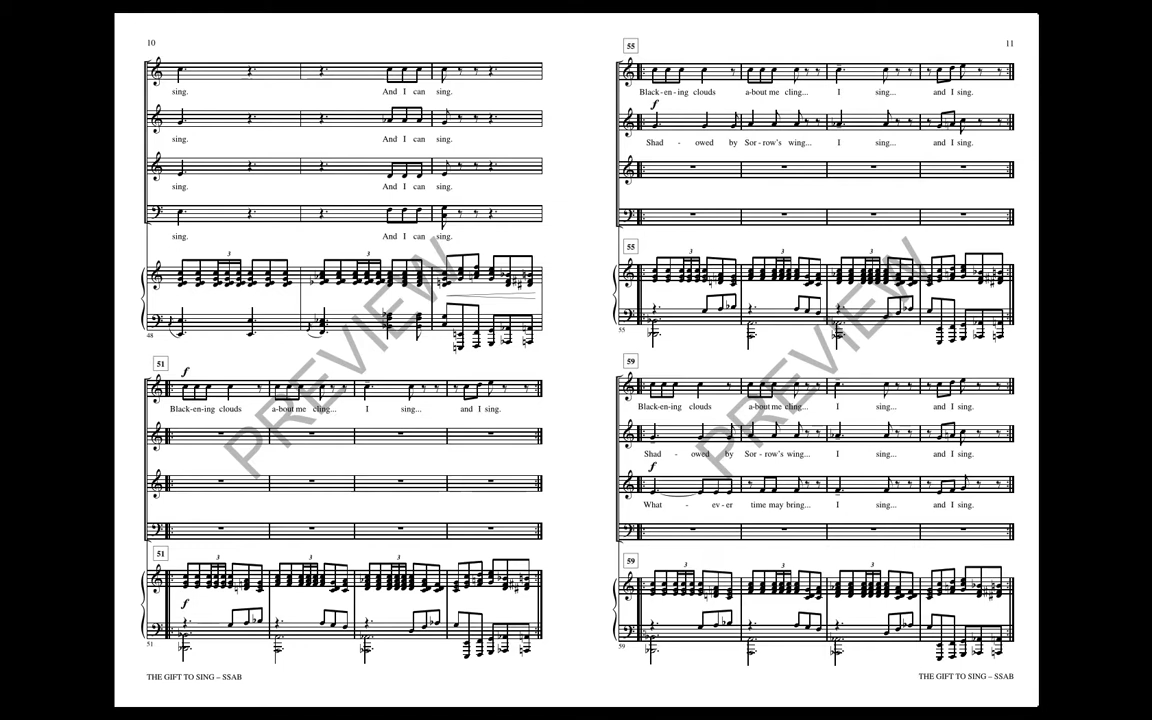 10
sing. And I can sing.
sing. And I can sing.
sing. And I can sing.
sing. And I can sing.
3 3
48
PREVIEW
51
f
Black-en-ing clouds a-bout me cling... I sing... and I sing.
51
3 3 3
f
51
THE GIFT TO SING – SSAB
11
55
Black-en-ing clouds a-bout me cling... I sing... and I sing.
f
Shad - owed by Sor-row's wing... I sing... and I sing.
55
3 3 3
55
PREVIEW
59
Black-en-ing clouds a-bout me cling... I sing... and I sing.
Shad - owed by Sor-row's wing... I sing... and I sing.
f
What - ev-er time may bring... I sing... and I sing.
59
3 3 3
59
THE GIFT TO SING – SSAB